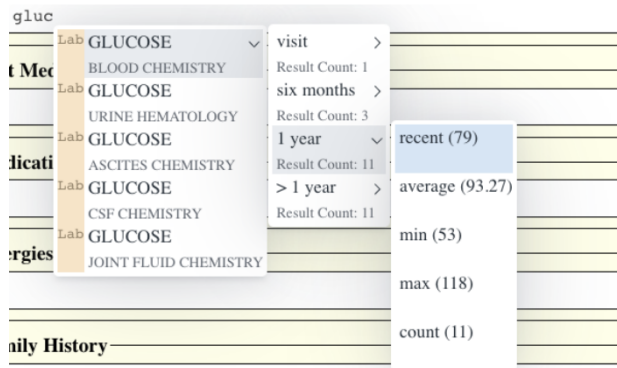 gluc
Lab GLUCOSE
BLOOD CHEMISTRY
Lab GLUCOSE
URINE HEMATOLOGY
Lab GLUCOSE
ASCITES CHEMISTRY
Lab GLUCOSE
CSF CHEMISTRY
Lab GLUCOSE
JOINT FLUID CHEMISTRY
visit
Result Count: 1
six months
Result Count: 3
1 year
Result Count: 11
> 1 year
Result Count: 11
recent (79)
average (93.27)
min (53)
max (118)
count (11)
t Med
dicati
ergies
nily History